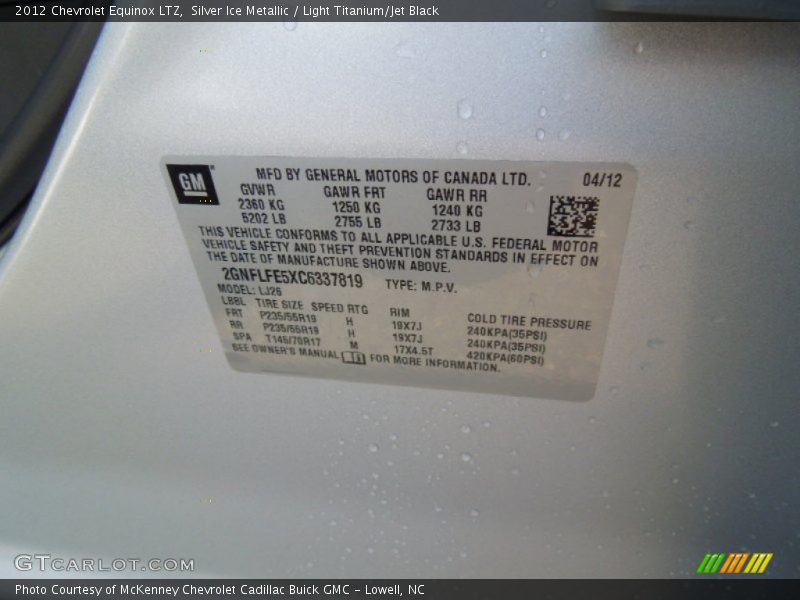 2012 Chevrolet Equinox LTZ, Silver Ice Metallic / Light Titanium/Jet Black
GM
MFD BY GENERAL MOTORS OF CANADA LTD. 04/12
GVWR GAWR FRT GAWR RR
2360 KG 1250 KG 1240 KG
5202 LB 2755 LB 2733 LB
THIS VEHICLE CONFORMS TO ALL APPLICABLE U.S. FEDERAL MOTOR
VEHICLE SAFETY AND THEFT PREVENTION STANDARDS IN EFFECT ON
THE DATE OF MANUFACTURE SHOWN ABOVE.
2GNFLFE5XC6337819 TYPE: M.P.V.
MODEL: LJ26
LBBL TIRE SIZE SPEED RTG RIM COLD TIRE PRESSURE
FRT P235/55R19 H 19X7J 240KPA(35PSI)
RR P235/55R19 H 19X7J 240KPA(35PSI)
SPA T145/70R17 M 17X4.5T 420KPA(60PSI)
SEE OWNER'S MANUAL FOR MORE INFORMATION.
GTCARLOT.COM
Photo Courtesy of McKenney Chevrolet Cadillac Buick GMC - Lowell, NC